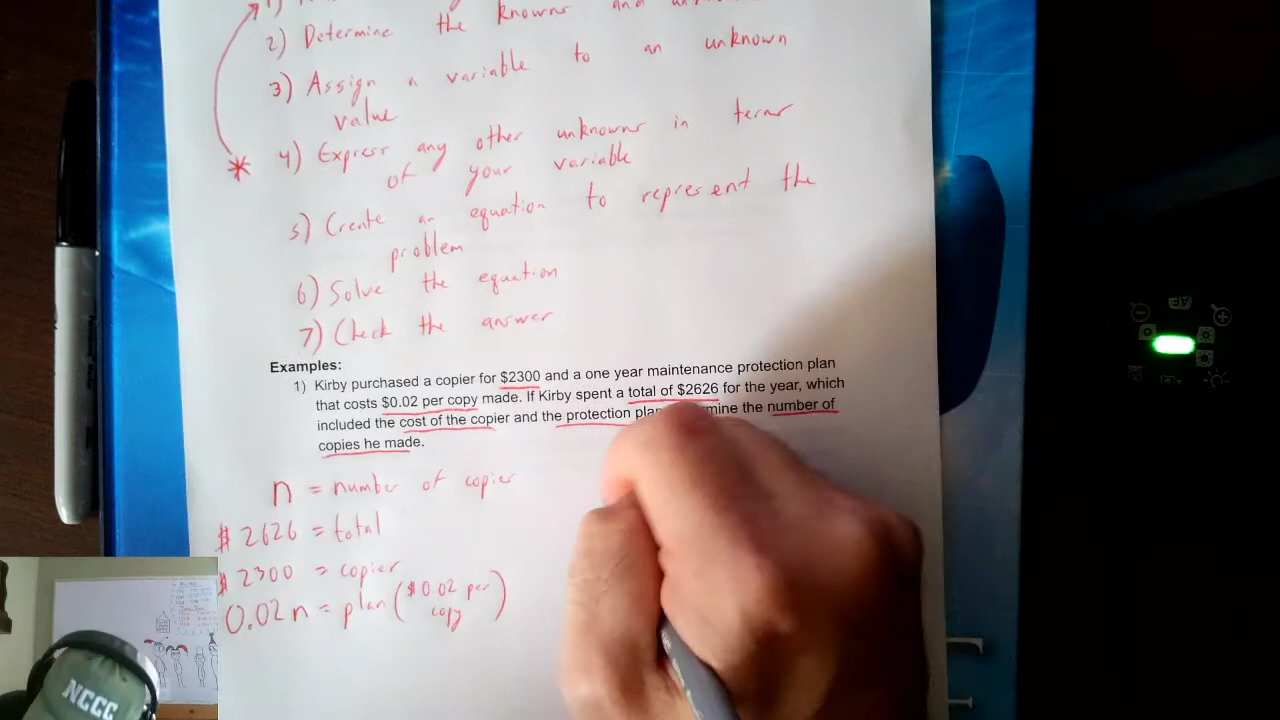 2) Determine the knowns and
3) Assign a variable to an unknown
value
4) Express any other unknowns in terms
of your variable
5) Create an equation to represent the
problem
6) Solve the equation
7) Check the answer
Examples:
1) Kirby purchased a copier for $2300 and a one year maintenance protection plan
that costs $0.02 per copy made. If Kirby spent a total of $2626 for the year, which
included the cost of the copier and the protection mine the number of
copies he made.
n = number of copies
$ 2626 = total
$ 2300 = copier
0.02n = plan ($0.02 per
copy)
NCCC
AF